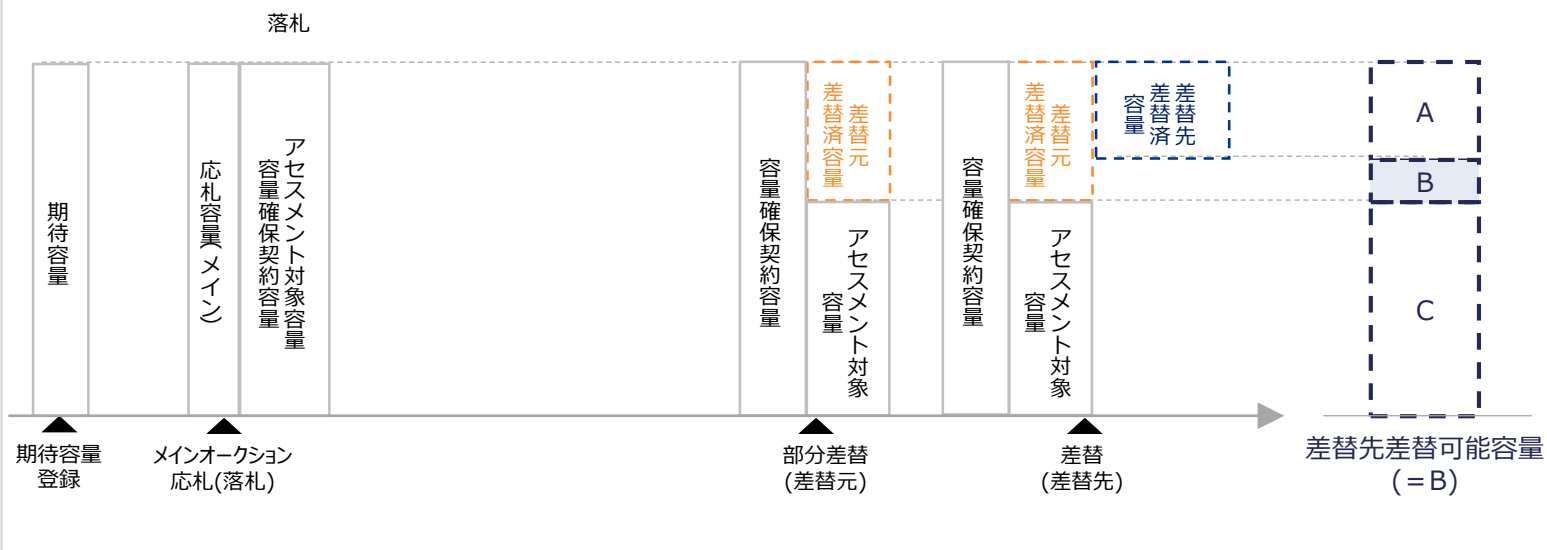 落札
期待容量
応札容量(メイン)
アセスメント対象容量
容量確保契約容量
容量確保契約容量
差替元
差替済容量
アセスメント対象
容量
容量確保契約容量
差替元
差替済容量
アセスメント対象
容量
差替先
差替済
容量
A
B
C
期待容量
登録
メインオークション
応札(落札)
部分差替
(差替元)
差替
(差替先)
差替先差替可能容量
(=B)